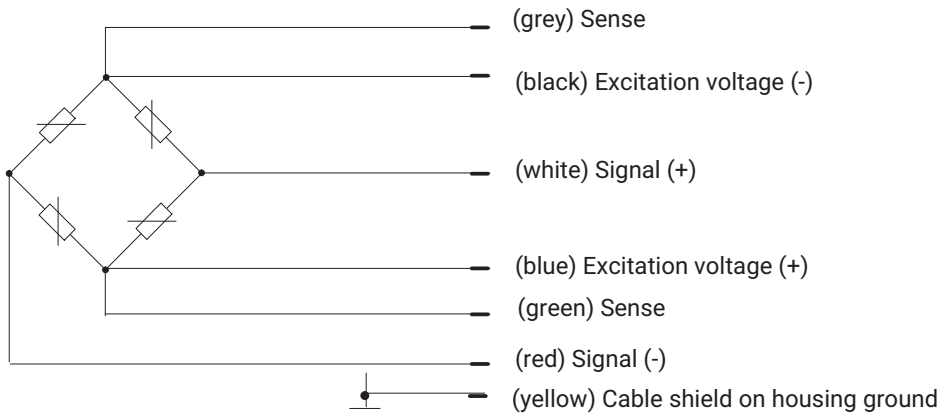 (grey) Sense
(black) Excitation voltage (-)
(white) Signal (+)
(blue) Excitation voltage (+)
(green) Sense
(red) Signal (-)
(yellow) Cable shield on housing ground